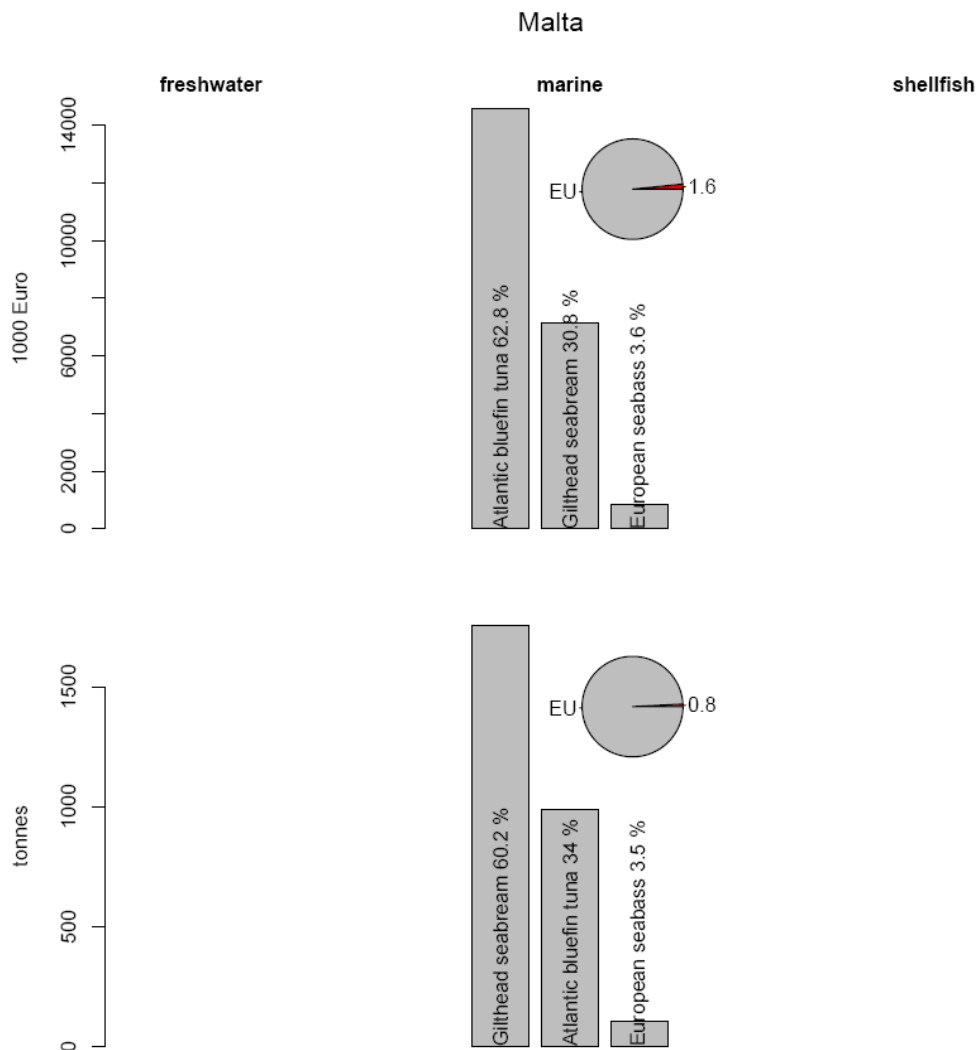 Malta
freshwater
marine
shellfish
1000 Euro
14000
10000
6000
2000
0
Atlantic bluefin tuna 62.8 %
Gilthead seabream 30.8 %
European seabass 3.6 %
EU
1.6
tonnes
1500
1000
500
0
Gilthead seabream 60.2 %
Atlantic bluefin tuna 34 %
European seabass 3.5 %
EU
0.8